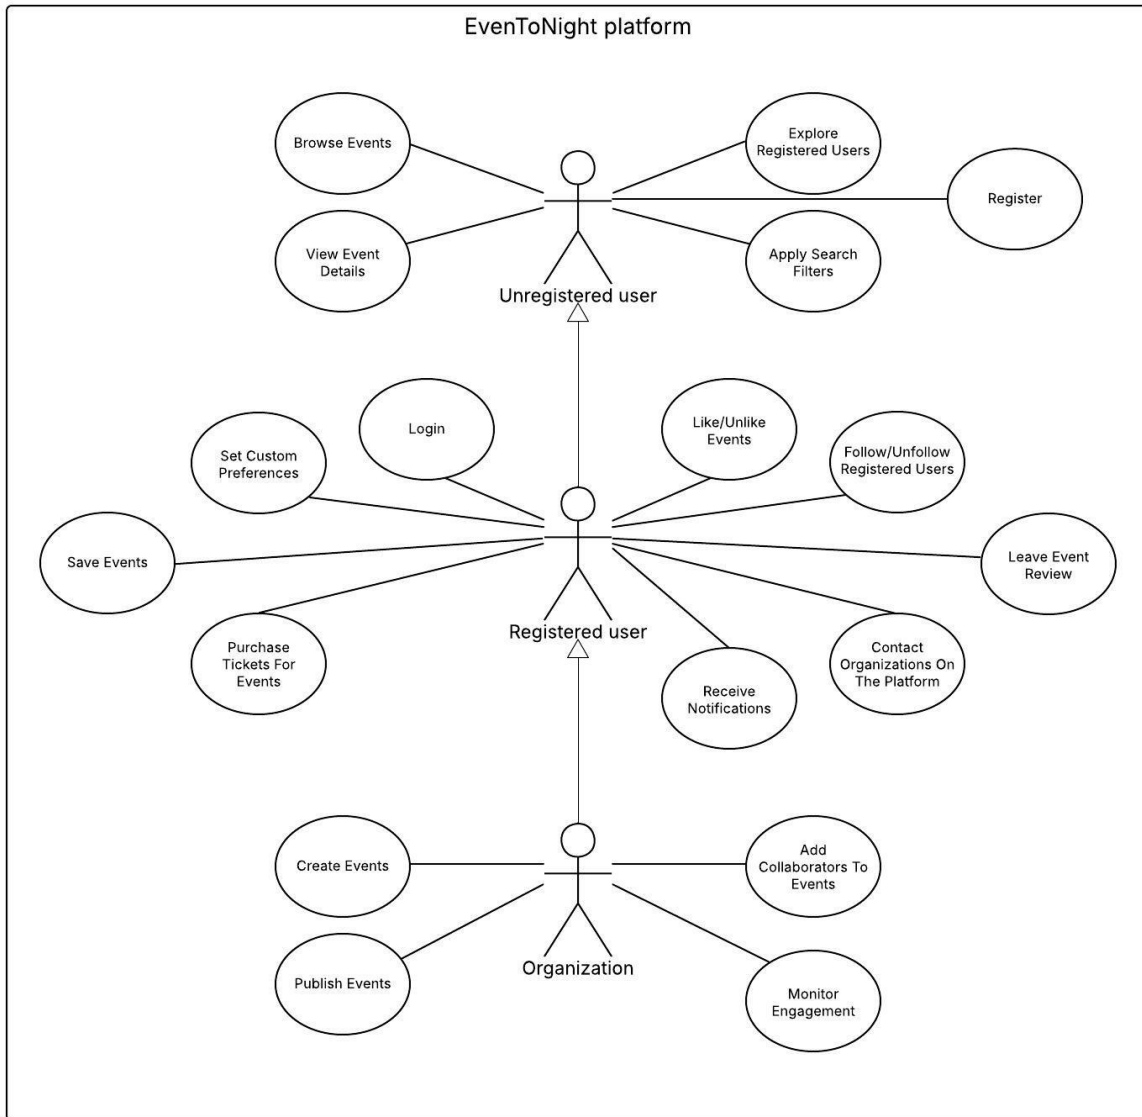 EvenToNight platform
Browse Events
Explore
Registered Users
Register
View Event
Details
Apply Search
Filters
Unregistered user
Login
Like/Unlike
Events
Set Custom
Preferences
Follow/Unfollow
Registered Users
Save Events
Leave Event
Review
Registered user
Purchase
Tickets For
Events
Receive
Notifications
Contact
Organizations On
The Platform
Create Events
Add
Collaborators To
Events
Organization
Publish Events
Monitor
Engagement